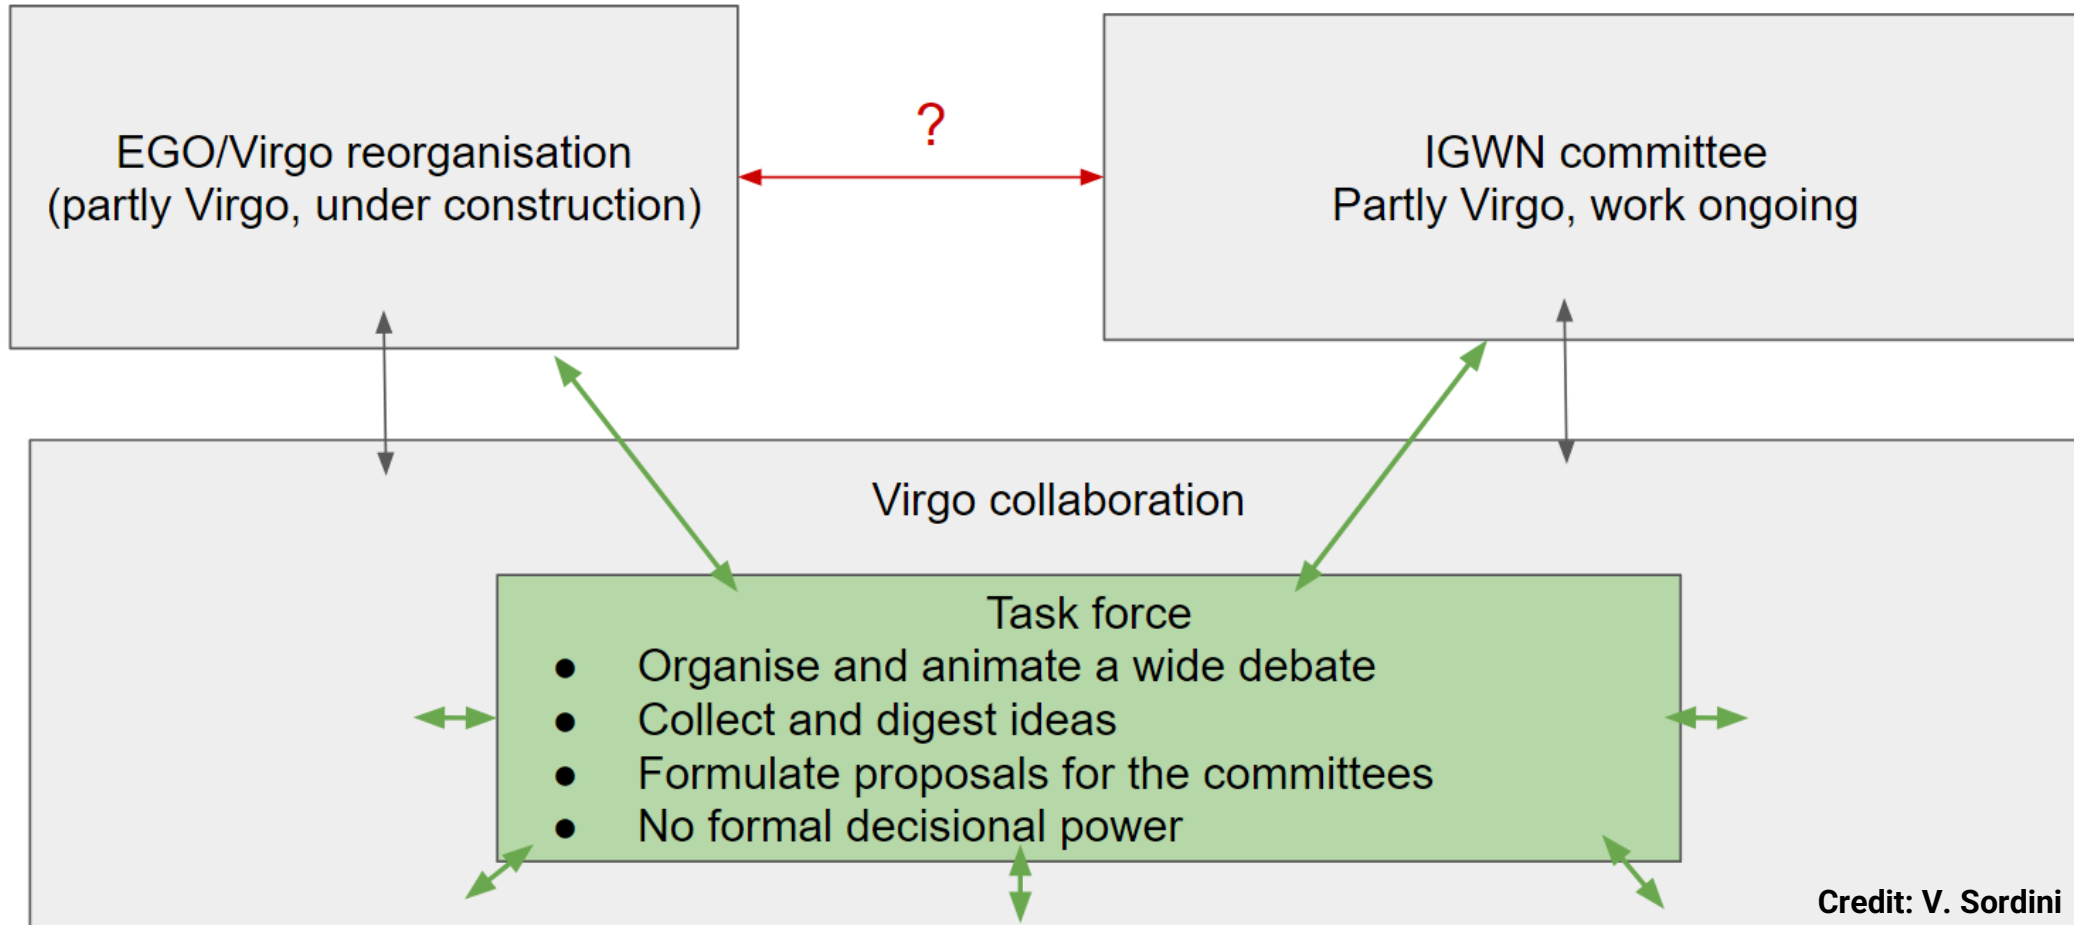 EGO/Virgo reorganisation
(partly Virgo, under construction)
?
IGWN committee
Partly Virgo, work ongoing
Virgo collaboration
Task force
● Organise and animate a wide debate
● Collect and digest ideas
● Formulate proposals for the committees
● No formal decisional power
Credit: V. Sordini